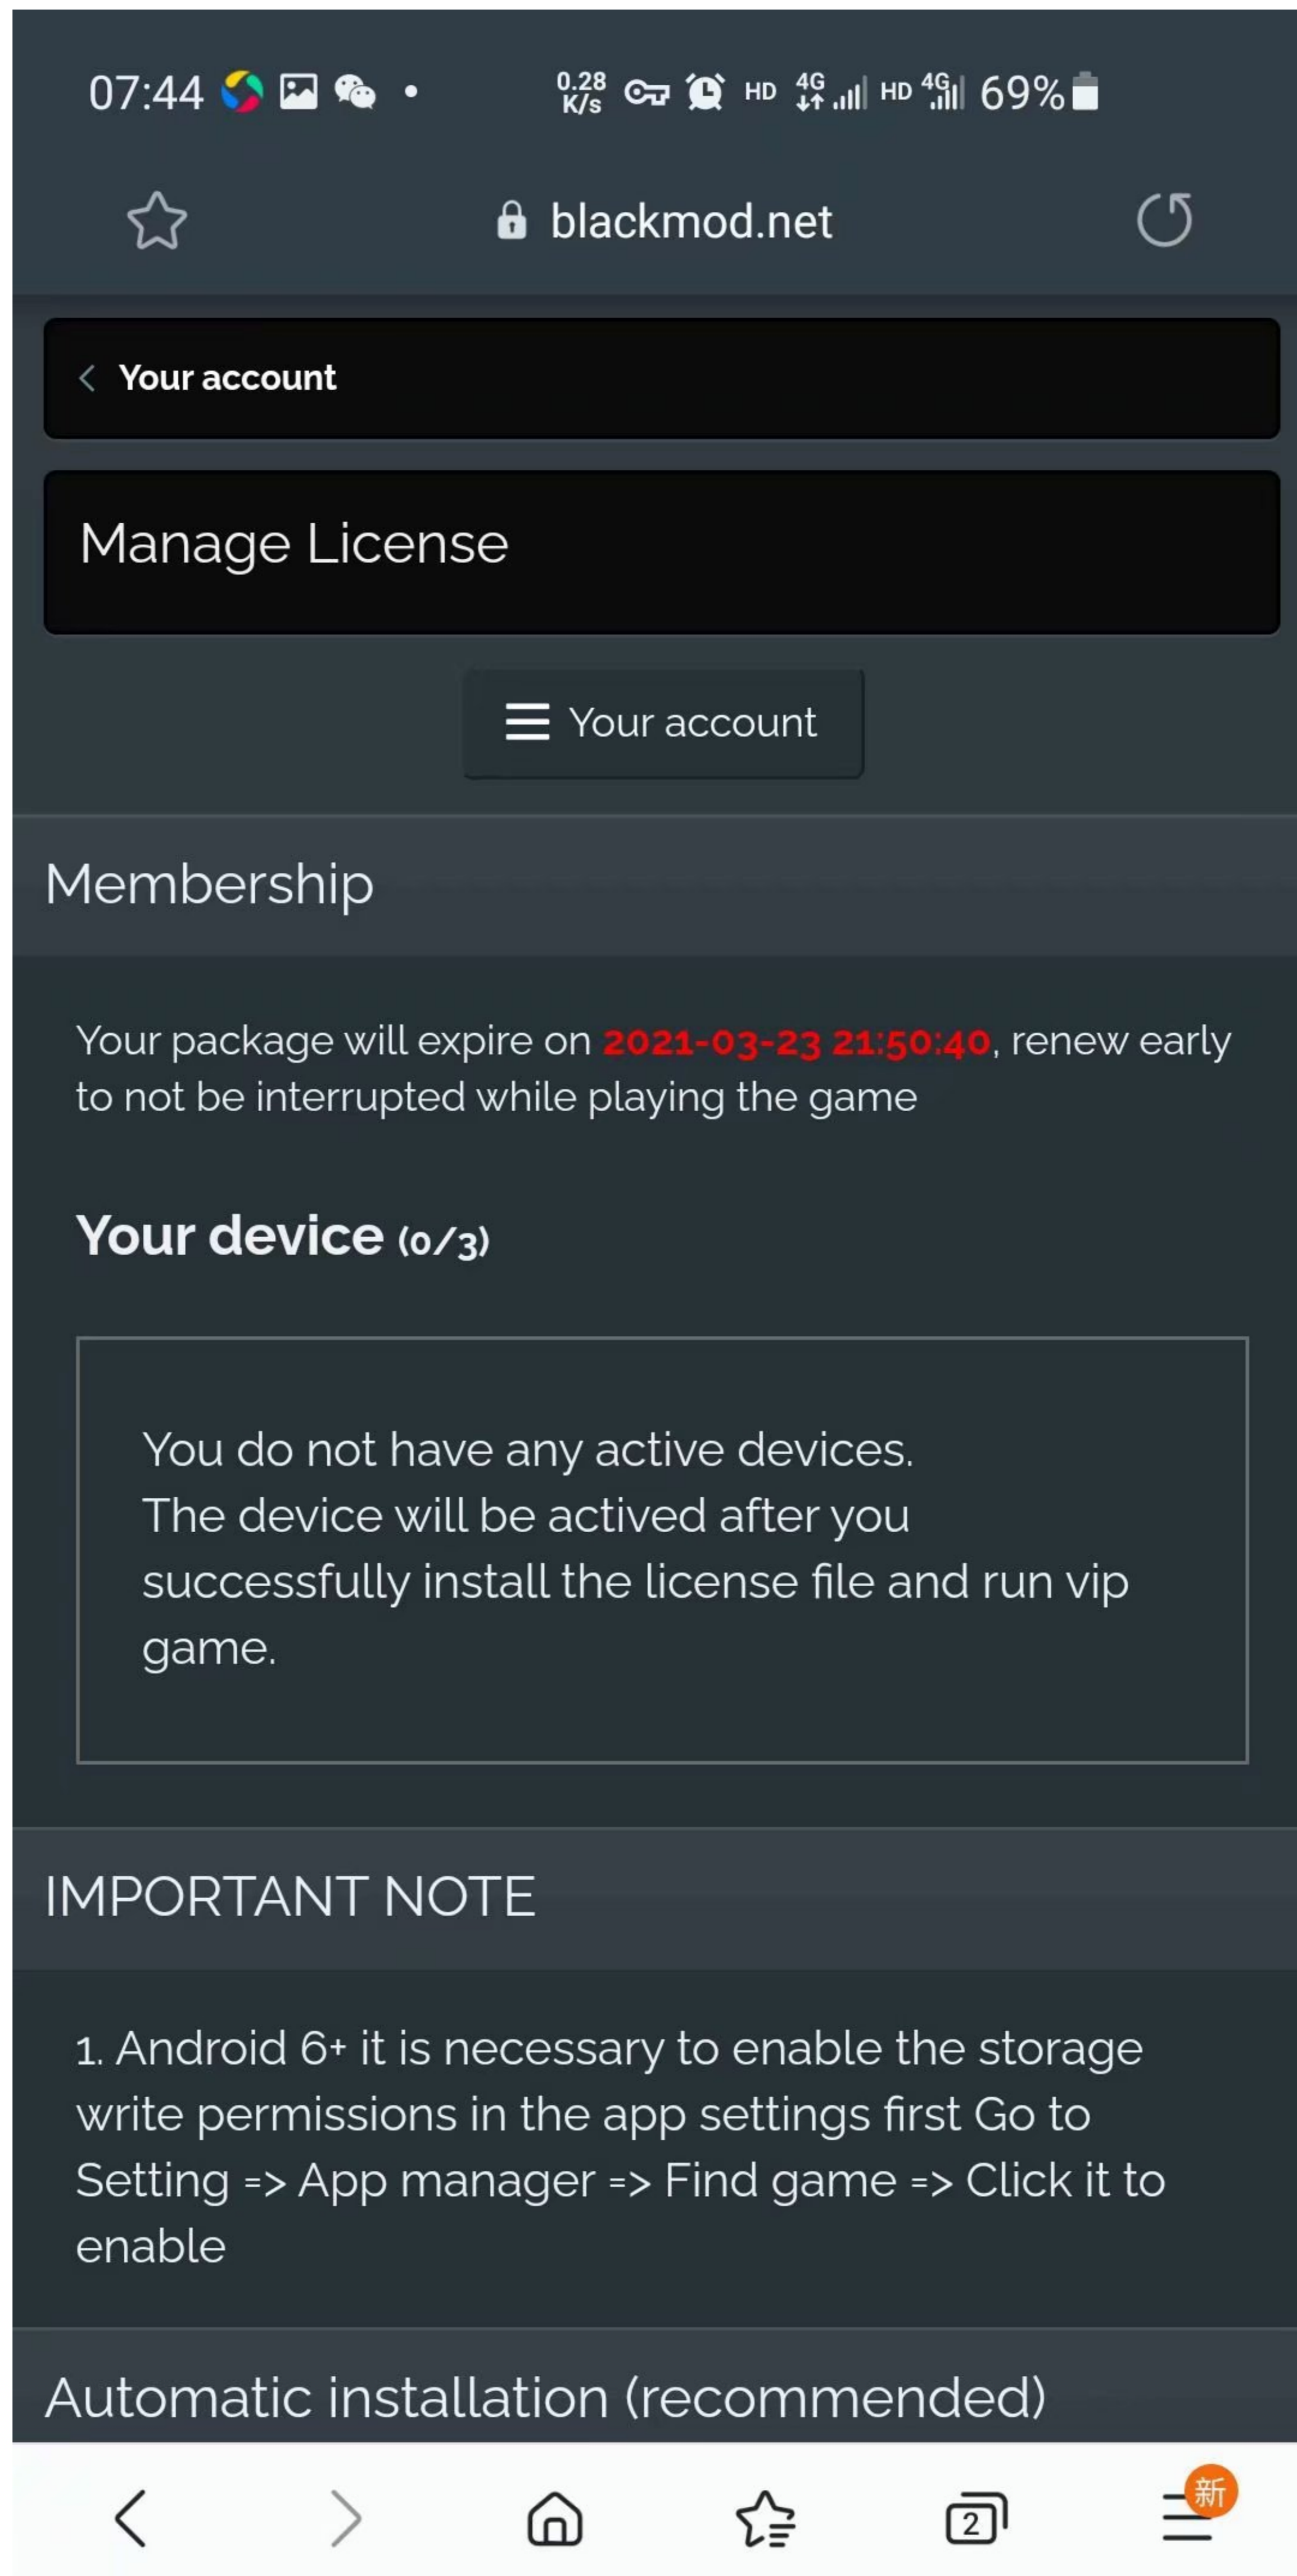 07:44 0.28 K/s HD 4G HD 4G 69%
blackmod.net
Your account
Manage License
Your account
Membership
Your package will expire on 2021-03-23 21:50:40, renew early
to not be interrupted while playing the game
Your device (0/3)
You do not have any active devices.
The device will be actived after you
successfully install the license file and run vip
game.
IMPORTANT NOTE
1. Android 6+ it is necessary to enable the storage
write permissions in the app settings first Go to
Setting => App manager => Find game => Click it to
enable
Automatic installation (recommended)
2 新